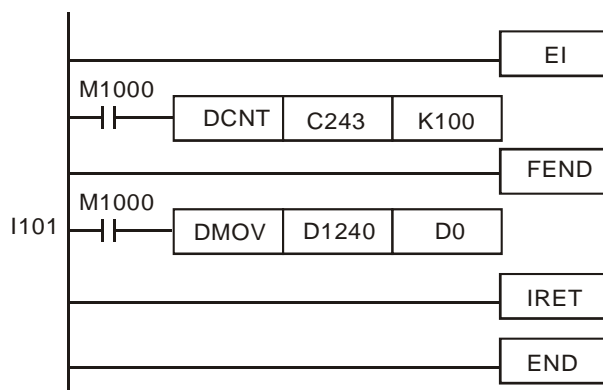 EI
M1000
DCNT C243 K100
FEND
M1000
I101 DMOV D1240 D0
IRET
END